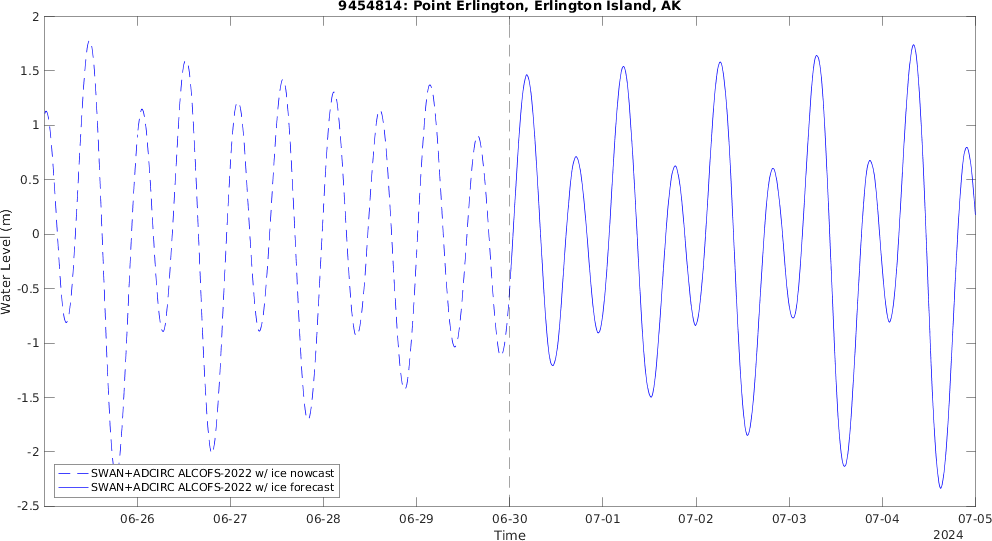 9454814: Point Erlington, Erlington Island, AK
Water Level (m)
2
1.5
1
0.5
0
-0.5
-1
-1.5
-2
-2.5
SWAN+ADCIRC ALCOFS-2022 w/ ice nowcast
SWAN+ADCIRC ALCOFS-2022 w/ ice forecast
06-26 06-27 06-28 06-29 06-30 07-01 07-02 07-03 07-04 07-05
Time
2024